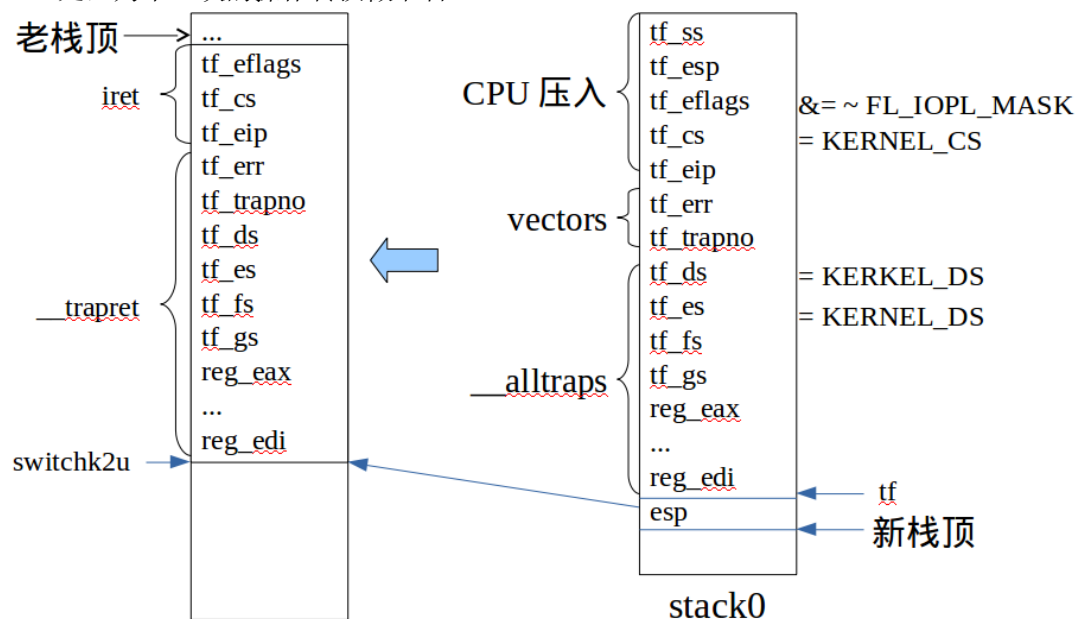 老栈顶
...
tf_eflags
iret
tf_cs
tf_eip
tf_err
tf_trapno
tf_ds
tf_es
__trapret
tf_fs
tf_gs
reg_eax
...
reg_edi
switchk2u
tf_ss
tf_esp
CPU 压入
tf_eflags
&= ~ FL_IOPL_MASK
tf_cs
= KERNEL_CS
tf_eip
vectors
tf_err
tf_trapno
tf_ds
= KERKEL_DS
tf_es
= KERNEL_DS
tf_fs
__alltraps
tf_gs
reg_eax
...
reg_edi
tf
esp
新栈顶
stack0